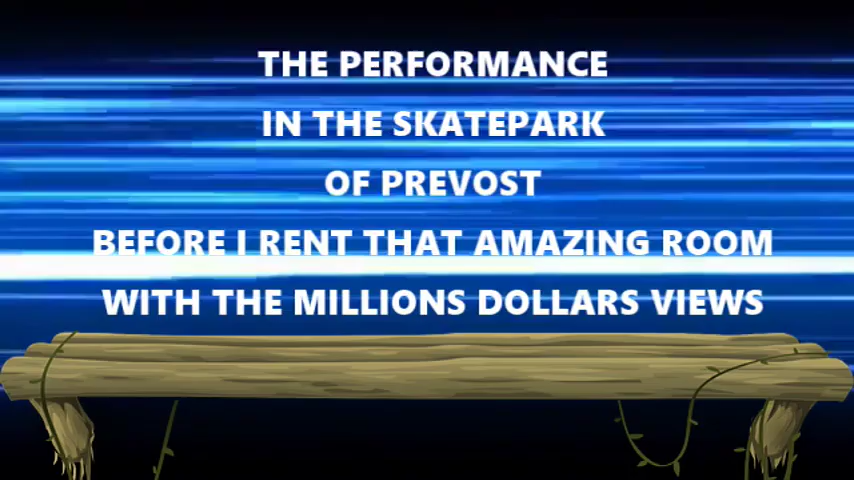 THE PERFORMANCE
IN THE SKATEPARK
OF PREVOST
BEFORE I RENT THAT AMAZING ROOM
WITH THE MILLIONS DOLLARS VIEWS